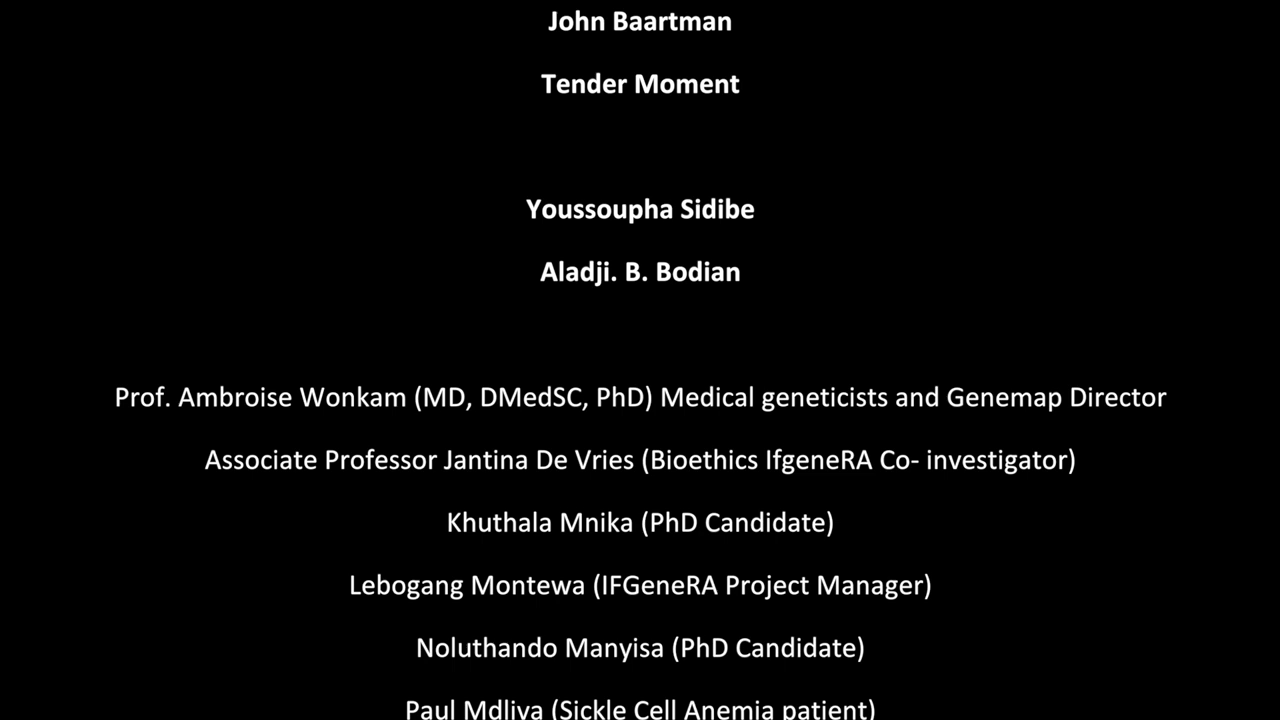 John Baartman
Tender Moment
Youssoupha Sidibe
Aladji. B. Bodian
Prof. Ambroise Wonkam (MD, DMedSC, PhD) Medical geneticists and Genemap Director
Associate Professor Jantina De Vries (Bioethics IfgeneRA Co- investigator)
Khuthala Mnika (PhD Candidate)
Lebogang Montewa (IFGeneRA Project Manager)
Noluthando Manyisa (PhD Candidate)
Paul Mdliva (Sickle Cell Anemia patient)